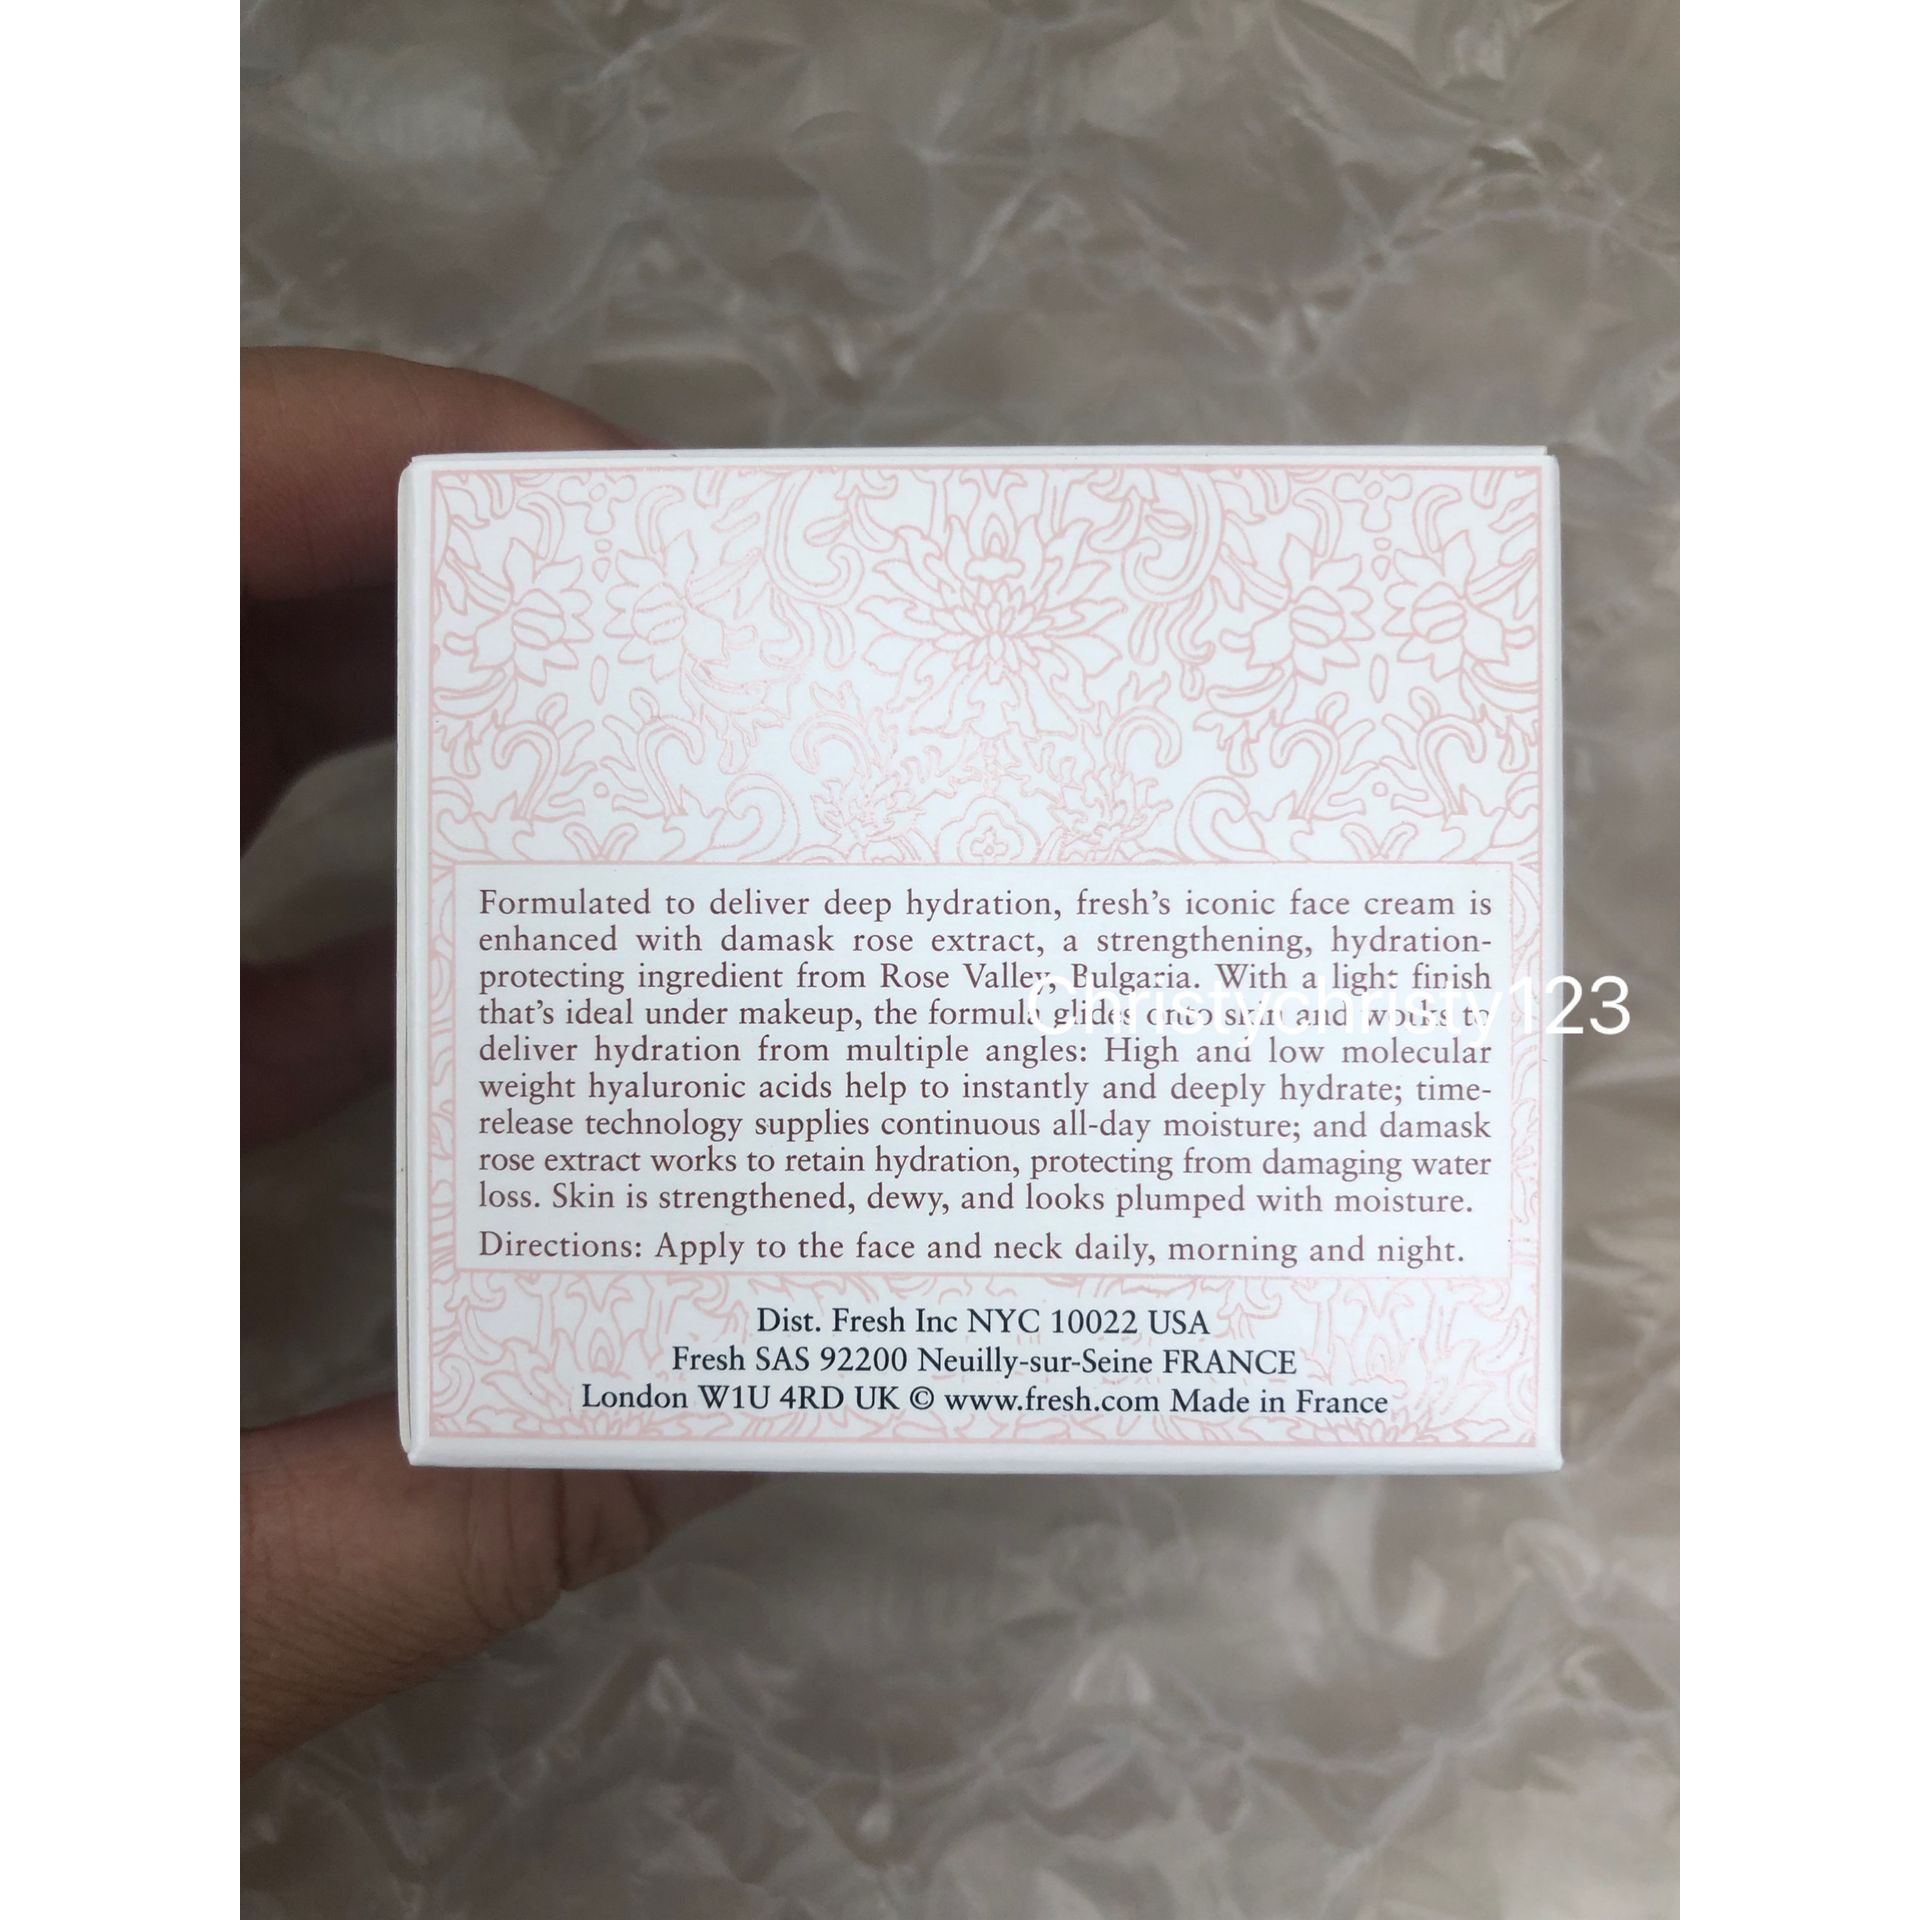 Formulated to deliver deep hydration, fresh’s iconic face cream is
enhanced with damask rose extract, a strengthening, hydration-
protecting ingredient from Rose Valley, Bulgaria. With a light finish
that’s ideal under makeup, the formula glides onto skin and works to
deliver hydration from multiple angles: High and low molecular
weight hyaluronic acids help to instantly and deeply hydrate; time-
release technology supplies continuous all-day moisture; and damask
rose extract works to retain hydration, protecting from damaging water
loss. Skin is strengthened, dewy, and looks plumped with moisture.
Directions: Apply to the face and neck daily, morning and night.
Dist. Fresh Inc NYC 10022 USA
Fresh SAS 92200 Neuilly-sur-Seine FRANCE
London W1U 4RD UK © www.fresh.com Made in France
Christychristy123